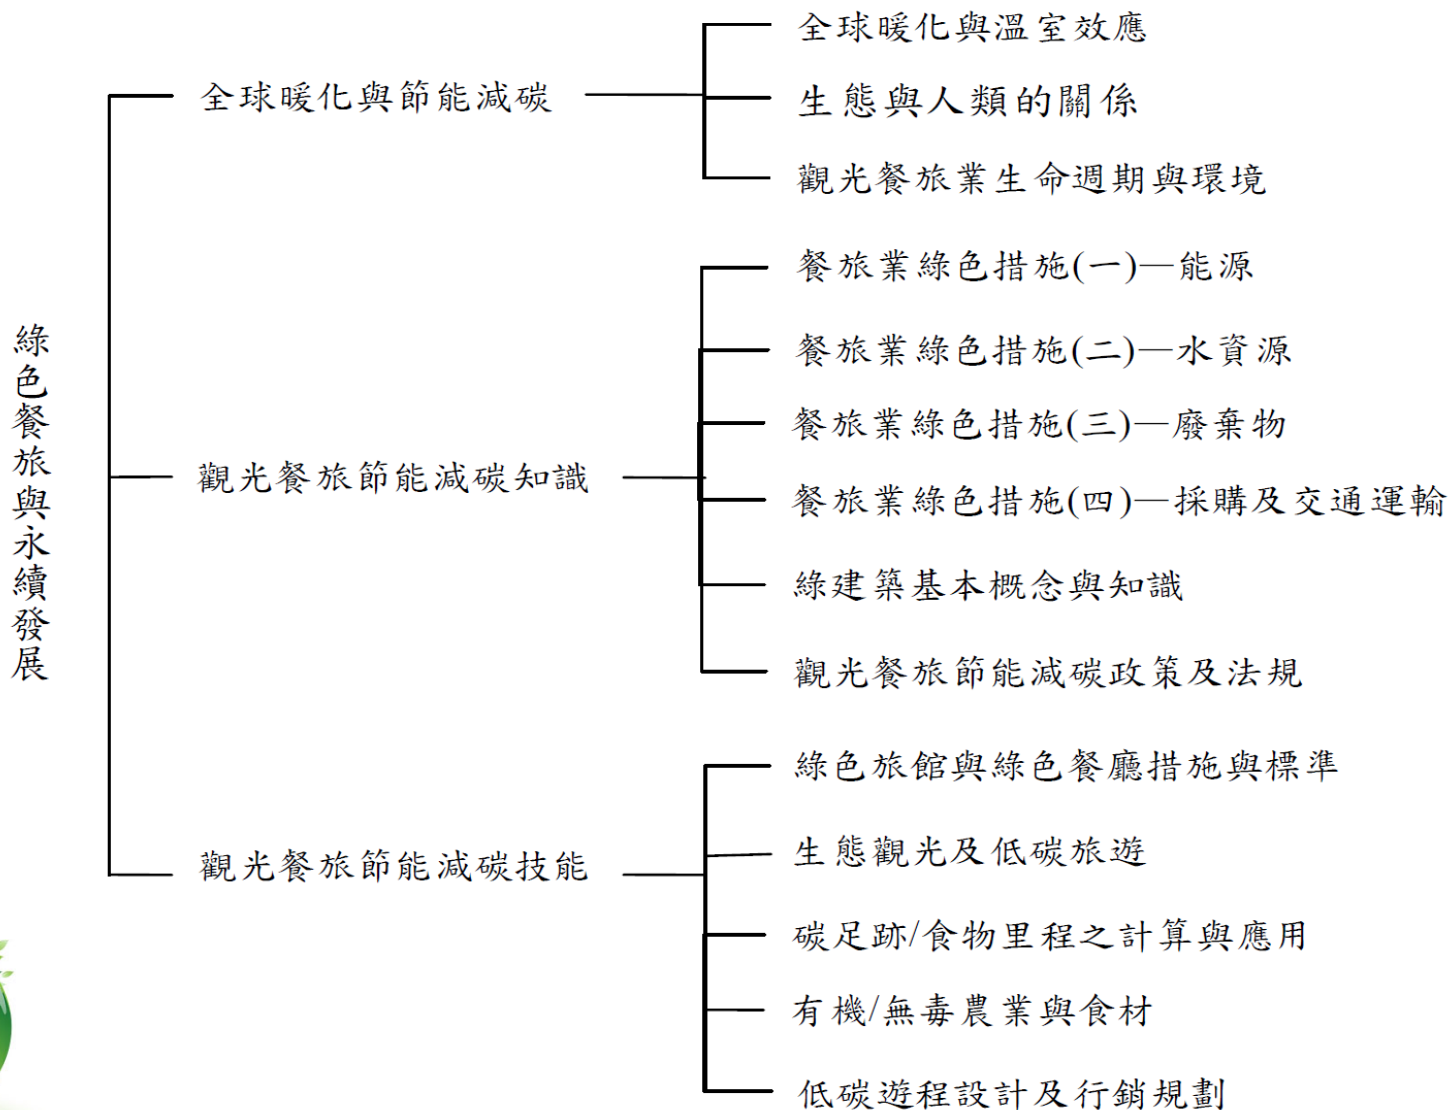 綠色餐旅與永續發展
全球暖化與節能減碳
全球暖化與溫室效應
生態與人類的關係
觀光餐旅業生命週期與環境
觀光餐旅節能減碳知識
餐旅業綠色措施(一)—能源
餐旅業綠色措施(二)—水資源
餐旅業綠色措施(三)—廢棄物
餐旅業綠色措施(四)—採購及交通運輸
綠建築基本概念與知識
觀光餐旅節能減碳政策及法規
觀光餐旅節能減碳技能
綠色旅館與綠色餐廳措施與標準
生態觀光及低碳旅遊
碳足跡/食物里程之計算與應用
有機/無毒農業與食材
低碳遊程設計及行銷規劃